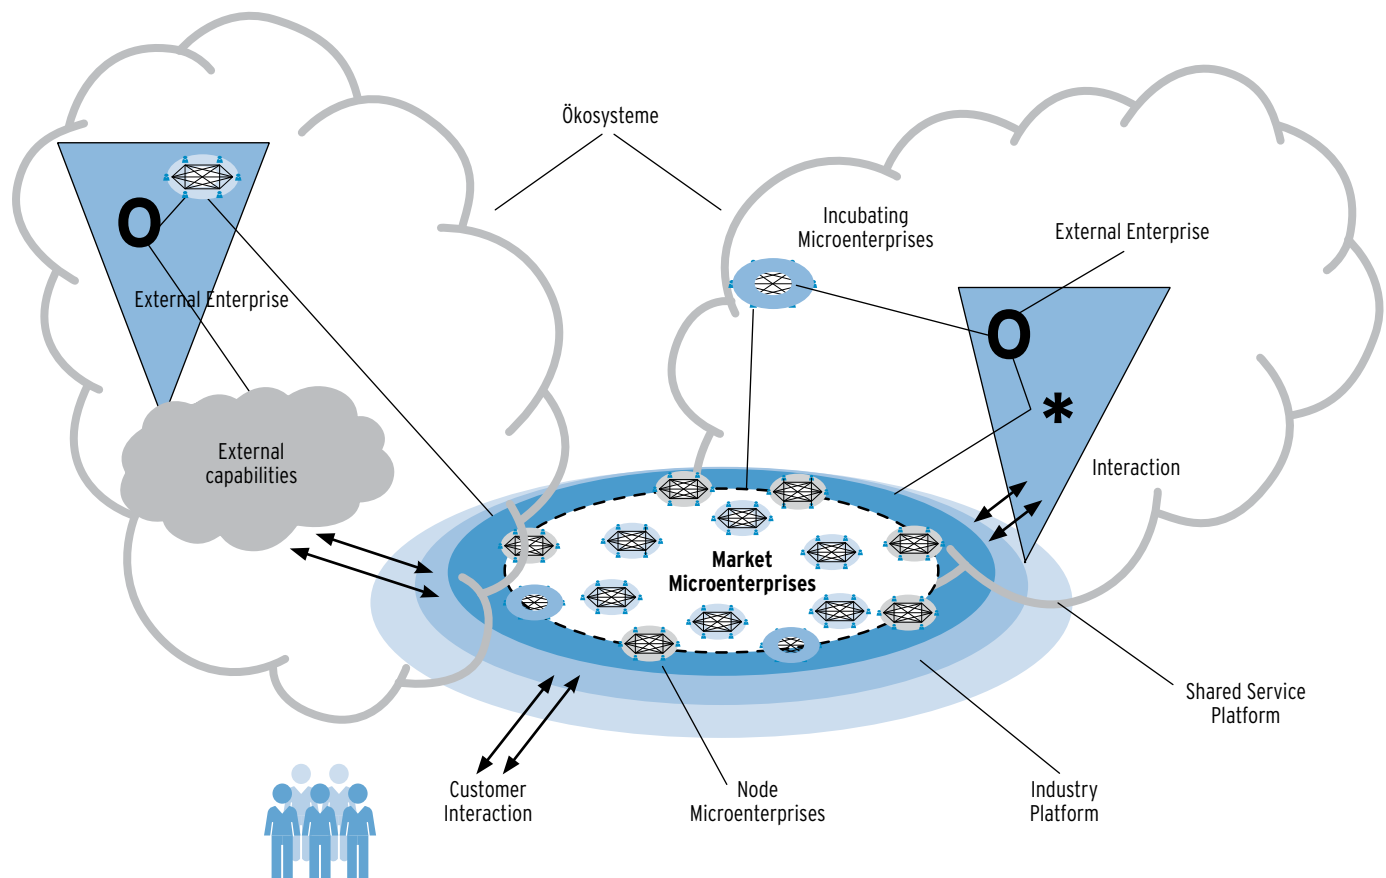 Ökosysteme
Incubating
Microenterprises
External Enterprise
O
O
External Enterprise
*
External
capabilities
Interaction
Market
Microenterprises
Shared Service
Platform
Customer
Interaction
Node
Microenterprises
Industry
Platform